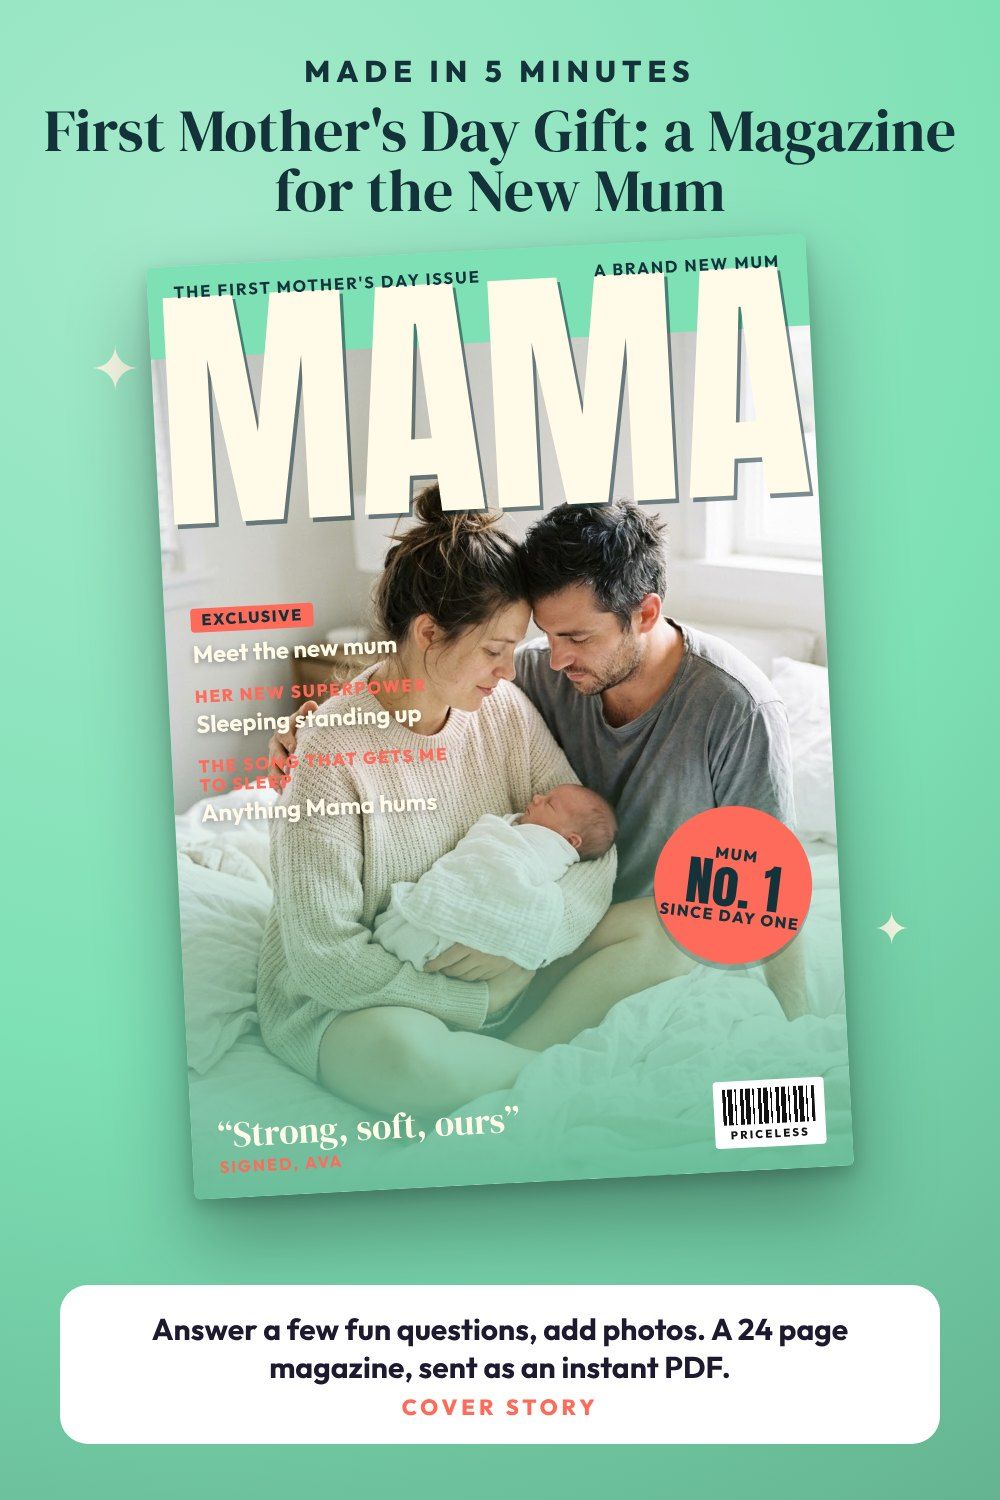 MADE IN 5 MINUTES
First Mother's Day Gift: a Magazine
for the New Mum
THE FIRST MOTHER'S DAY ISSUE
A BRAND NEW MUM
MAMA
EXCLUSIVE
Meet the new mum
HER NEW SUPERPOWER
Sleeping standing up
THE SONG THAT GETS ME
TO SLEEP
Anything Mama hums
MUM
No. 1
SINCE DAY ONE
“Strong, soft, ours”
SIGNED, AVA
PRICELESS
Answer a few fun questions, add photos. A 24 page
magazine, sent as an instant PDF.
COVER STORY